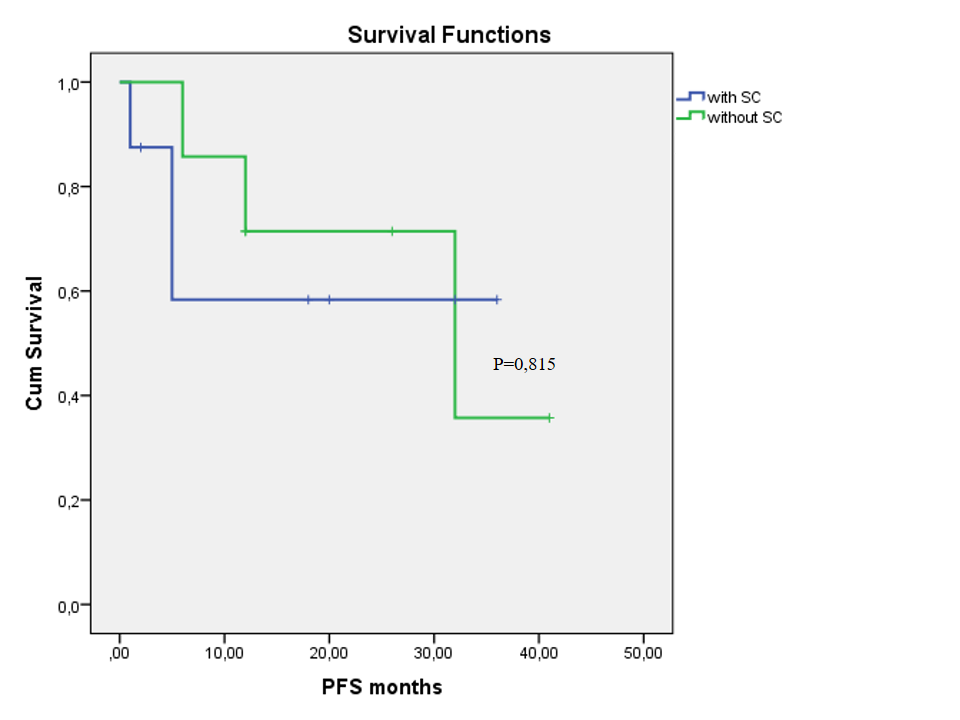 Survival Functions
with SC
without SC
1,0
0,8
0,6
0,4
0,2
0,0
Cum Survival
P=0,815
,00 10,00 20,00 30,00 40,00 50,00
PFS months